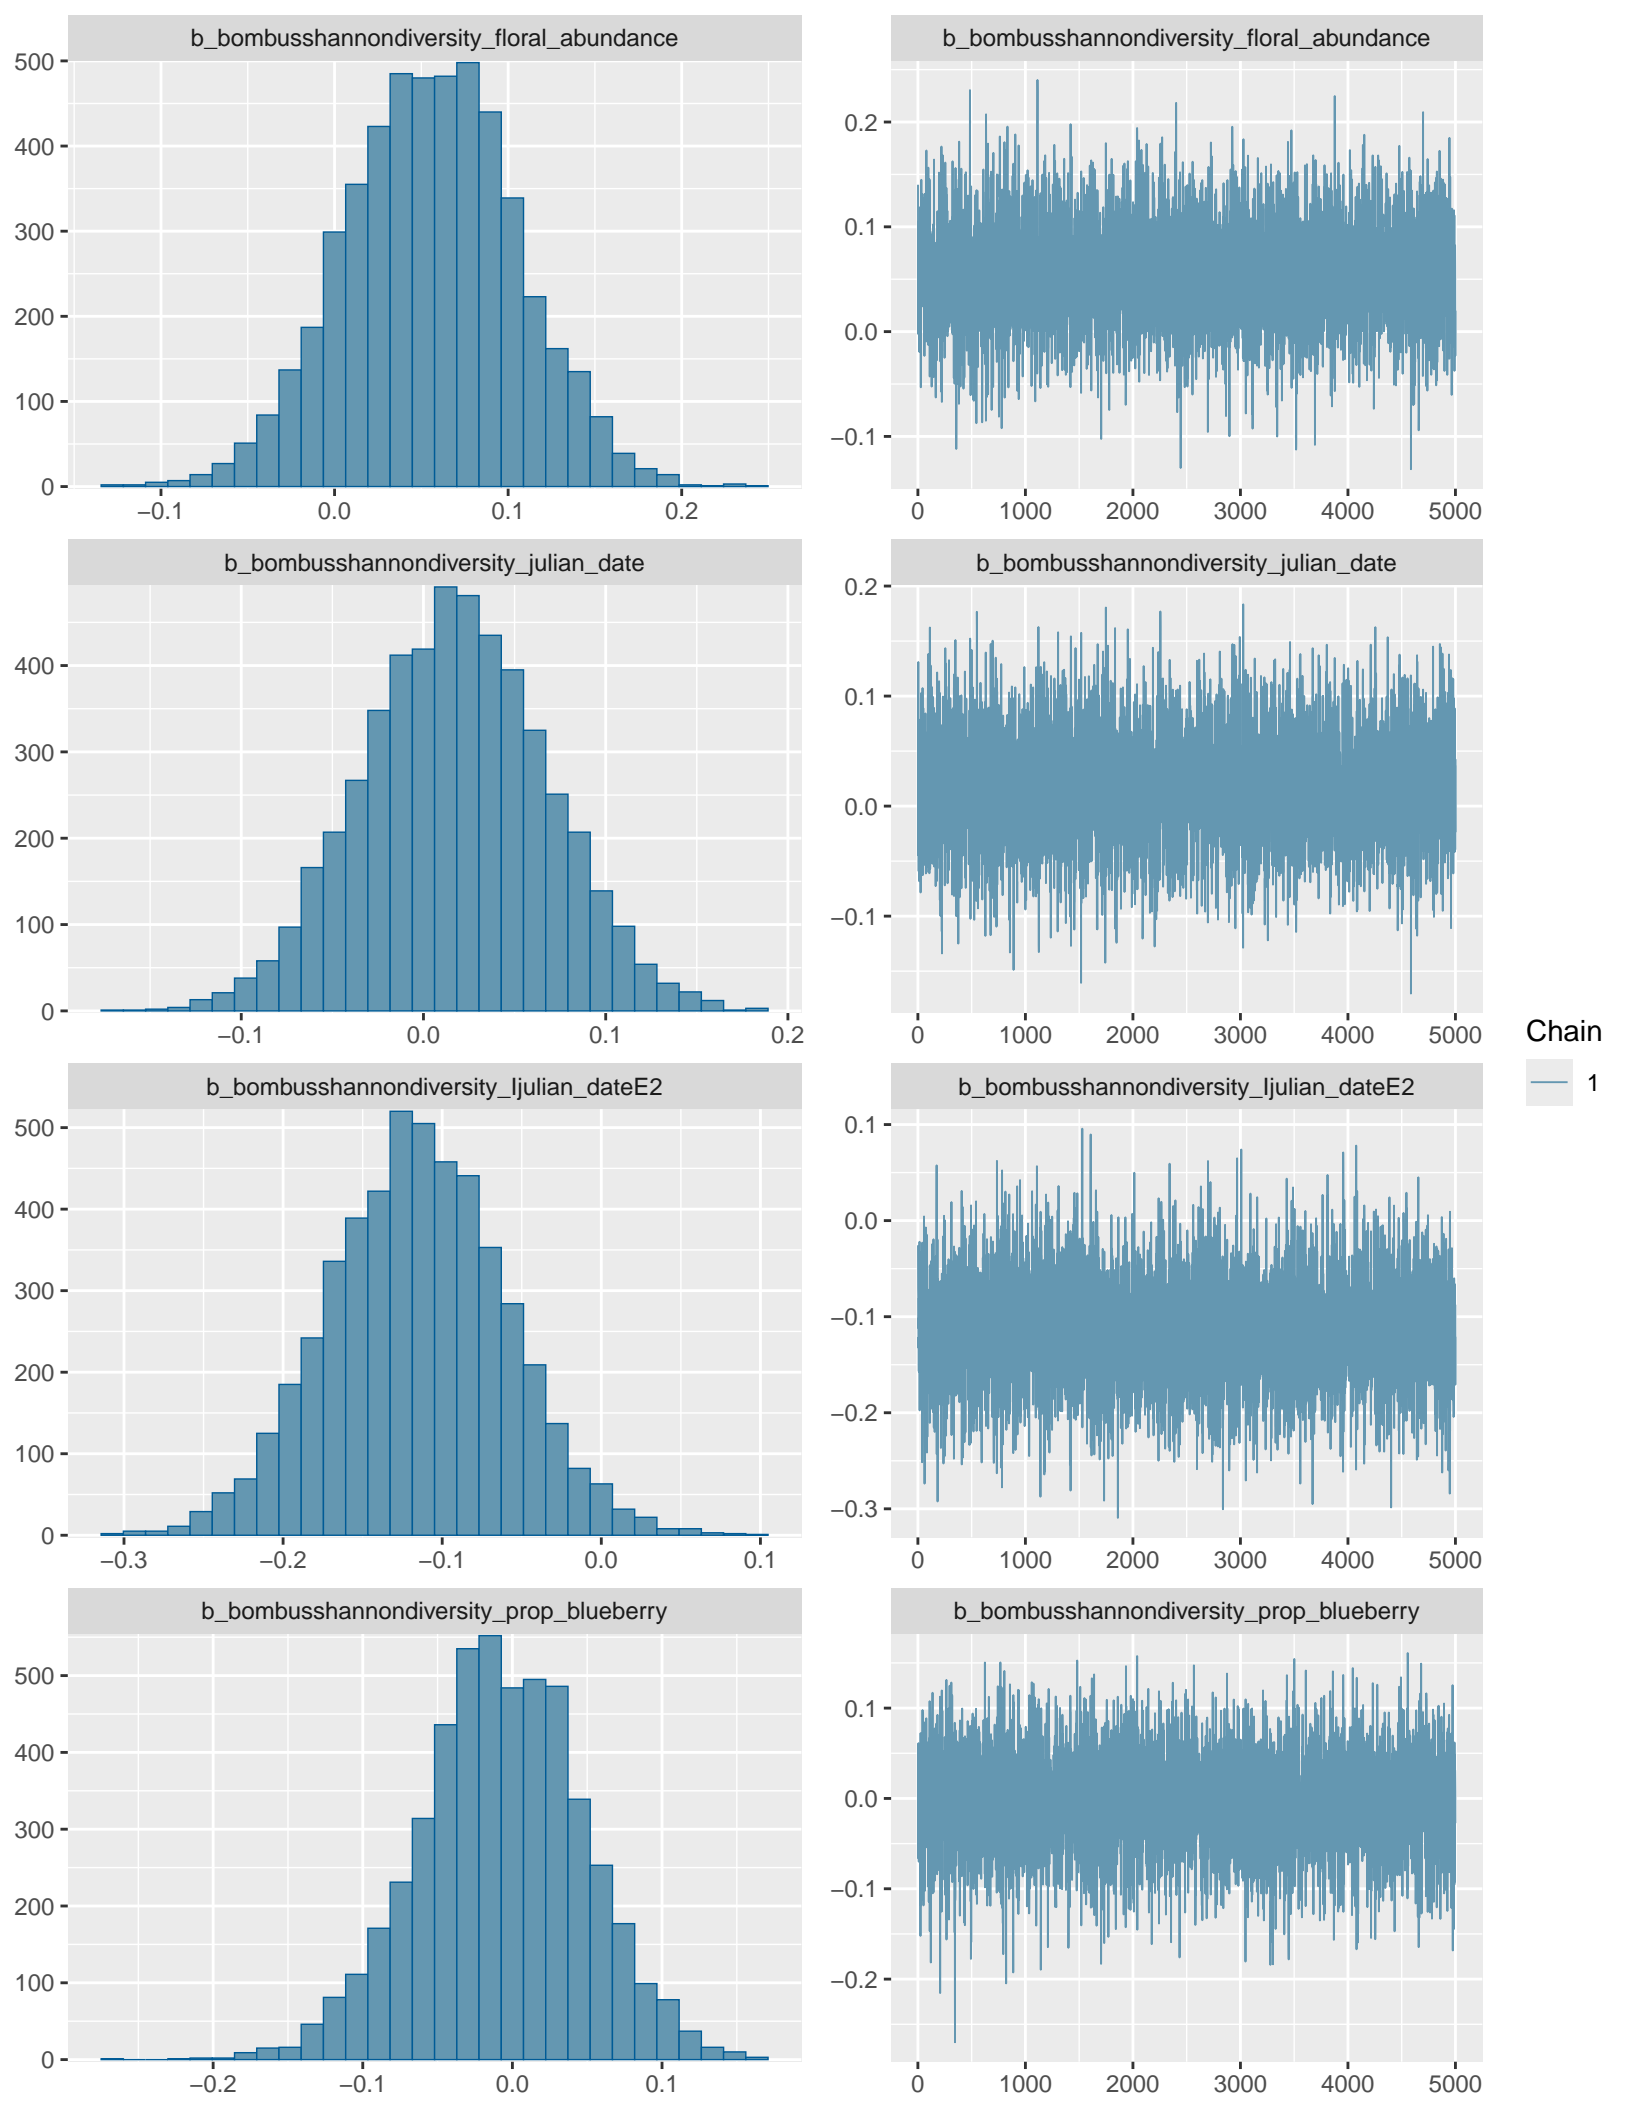 b_bombusshannondiversity_floral_abundance
500
400
300
200
100
0
−0.1 0.0 0.1 0.2
b_bombusshannondiversity_floral_abundance
0.2
0.1
0.0
−0.1
0 1000 2000 3000 4000 5000
b_bombusshannondiversity_julian_date
400
300
200
100
0
−0.1 0.0 0.1 0.2
b_bombusshannondiversity_julian_date
0.2
0.1
0.0
−0.1
0 1000 2000 3000 4000 5000
b_bombusshannondiversity_Ijulian_dateE2
500
400
300
200
100
0
−0.3 −0.2 −0.1 0.0 0.1
b_bombusshannondiversity_Ijulian_dateE2
0.1
0.0
−0.1
−0.2
−0.3
0 1000 2000 3000 4000 5000
b_bombusshannondiversity_prop_blueberry
500
400
300
200
100
0
−0.2 −0.1 0.0 0.1
b_bombusshannondiversity_prop_blueberry
0.1
0.0
−0.1
−0.2
0 1000 2000 3000 4000 5000
Chain
1